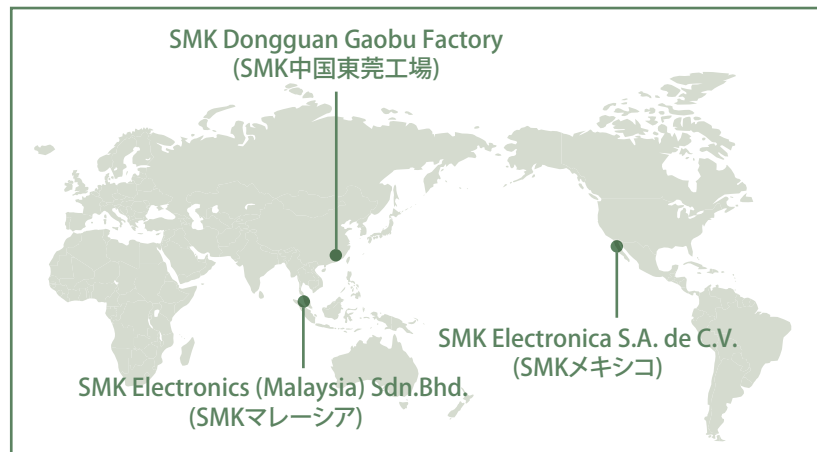 SMK Dongguan Gaobu Factory
(SMK中国東莞工場)
SMK Electronica S.A. de C.V.
(SMKメキシコ)
SMK Electronics (Malaysia) Sdn.Bhd.
(SMKマレーシア)